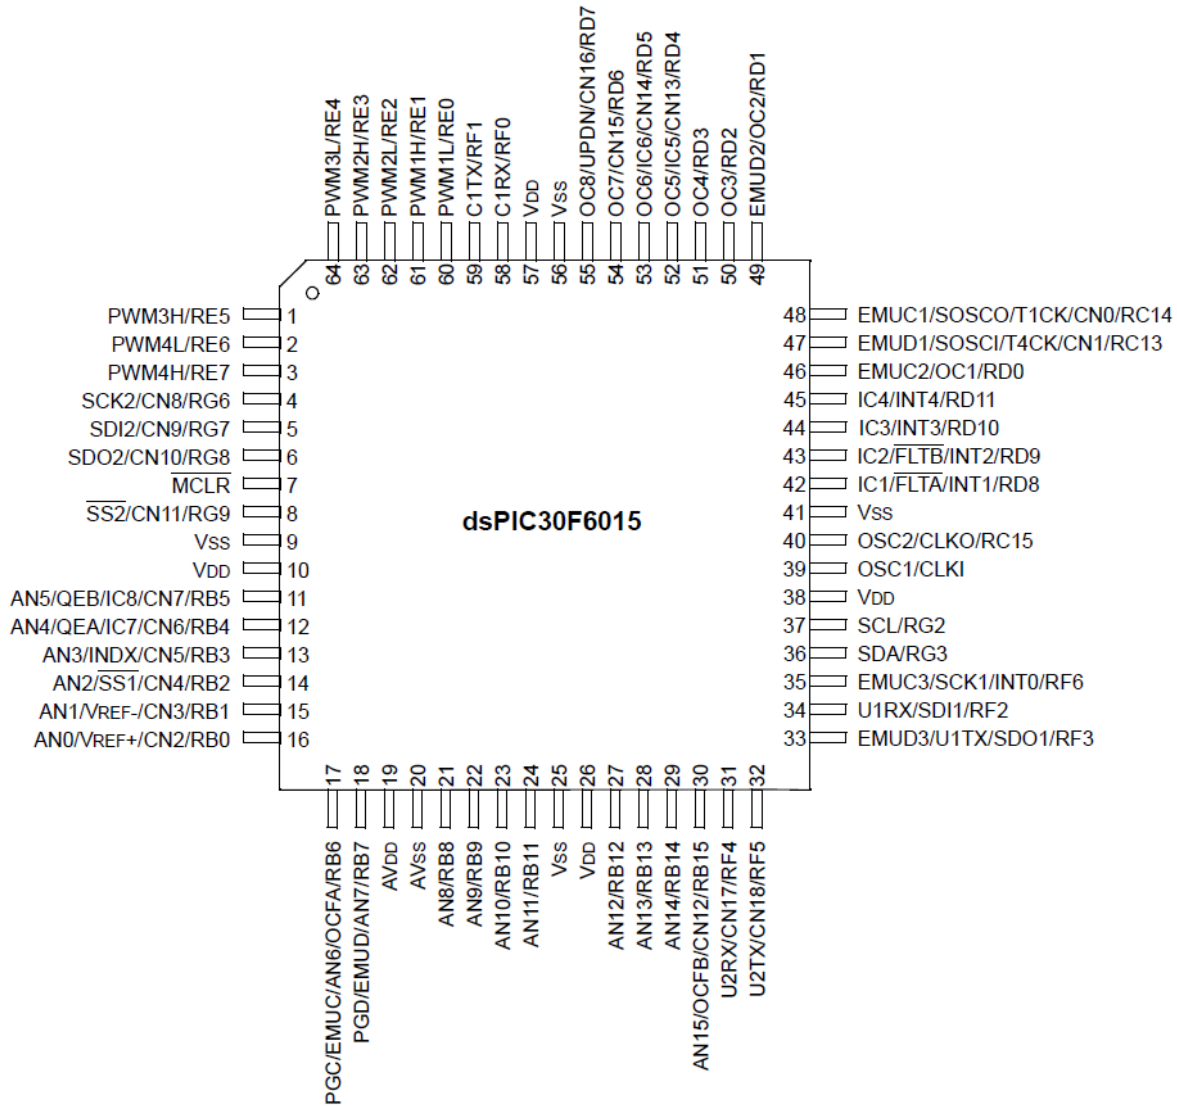 PWM3L/RE4
PWM2H/RE3
PWM2L/RE2
PWM1H/RE1
PWM1L/RE0
C1TX/RF1
C1RX/RF0
VDD
VSS
OC8/UPDN/CN16/RD7
OC7/CN15/RD6
OC6/IC6/CN14/RD5
OC5/IC5/CN13/RD4
OC4/RD3
OC3/RD2
EMUD2/OC2/RD1
64 63 62 61 60 59 58 57 56 55 54 53 52 51 50 49
PWM3H/RE5 1
PWM4L/RE6 2
PWM4H/RE7 3
SCK2/CN8/RG6 4
SDI2/CN9/RG7 5
SDO2/CN10/RG8 6
MCLR 7
SS2/CN11/RG9 8
VSS 9
VDD 10
AN5/QEB/IC8/CN7/RB5 11
AN4/QEA/IC7/CN6/RB4 12
AN3/INDX/CN5/RB3 13
AN2/SS1/CN4/RB2 14
AN1/VREF-/CN3/RB1 15
AN0/VREF+/CN2/RB0 16
dsPIC30F6015
48 EMUC1/SOSCO/T1CK/CN0/RC14
47 EMUD1/SOSCI/T4CK/CN1/RC13
46 EMUC2/OC1/RD0
45 IC4/INT4/RD11
44 IC3/INT3/RD10
43 IC2/FLTB/INT2/RD9
42 IC1/FLTA/INT1/RD8
41 VSS
40 OSC2/CLKO/RC15
39 OSC1/CLKI
38 VDD
37 SCL/RG2
36 SDA/RG3
35 EMUC3/SCK1/INT0/RF6
34 U1RX/SDI1/RF2
33 EMUD3/U1TX/SDO1/RF3
17 18 19 20 21 22 23 24 25 26 27 28 29 30 31 32
PGC/EMUC/AN6/OCFA/RB6
PGD/EMUD/AN7/RB7
AVDD
AVSS
AN8/RB8
AN9/RB9
AN10/RB10
AN11/RB11
VSS
VDD
AN12/RB12
AN13/RB13
AN14/RB14
AN15/OCFB/CN12/RB15
U2RX/CN17/RF4
U2TX/CN18/RF5